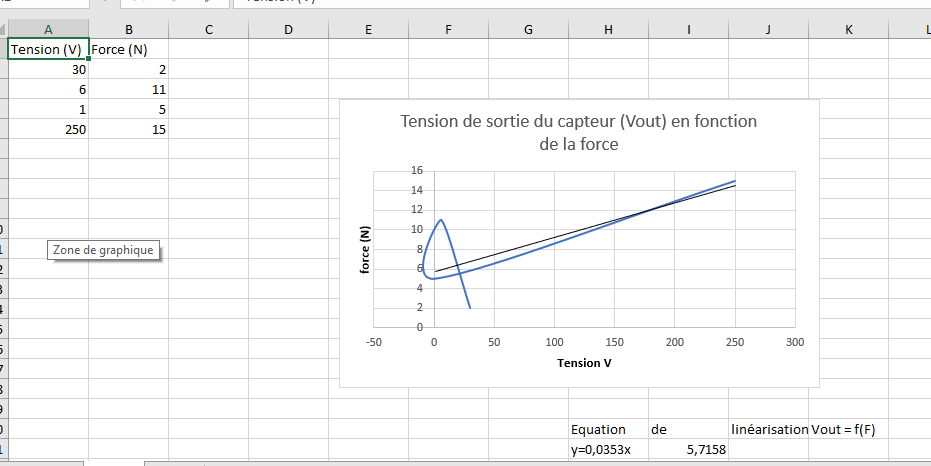 A B C D E F G H I J K L
Tension (V) Force (N)
30 2
6 11
1 5
250 15
Tension de sortie du capteur (Vout) en fonction
de la force
16
14
12
10
8
6
4
2
0
force (N)
-50 0 50 100 150 200 250 300
Tension V
Zone de graphique
Equation de linéarisation Vout = f(F)
y=0,0353x 5,7158